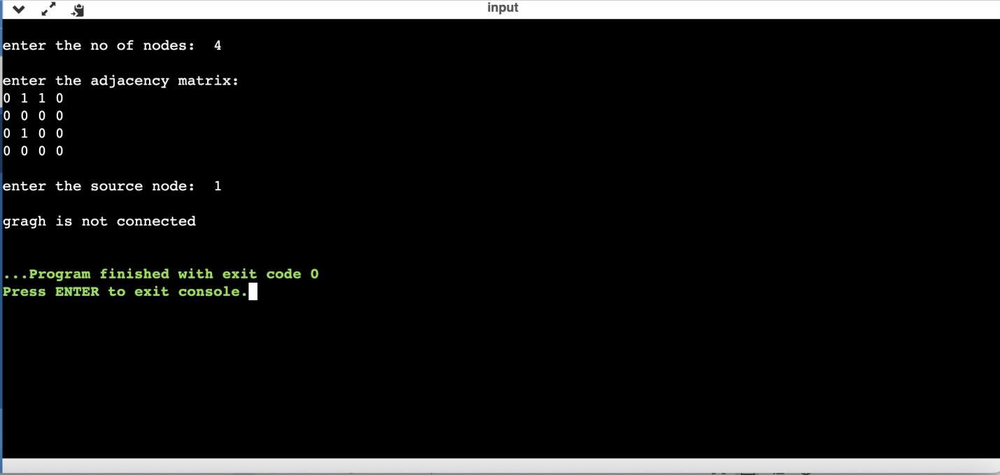 input
enter the no of nodes:  4
enter the adjacency matrix:
0 1 1 0
0 0 0 0
0 1 0 0
0 0 0 0
enter the source node:  1
gragh is not connected
...Program finished with exit code 0
Press ENTER to exit console.